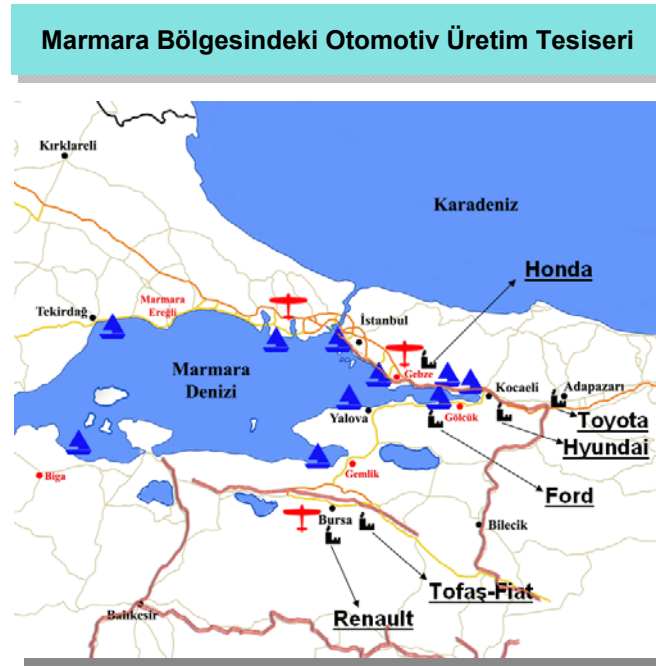 Marmara Bölgesindeki Otomotiv Üretim Tesiseri
Kırklareli
Karadeniz
Honda
Tekirdağ
Marmara
Ereğli
İstanbul
Gebze
Marmara
Denizi
Kocaeli
Adapazarı
Yalova
Gölcük
Toyota
Hyundai
Biga
Gemlik
Ford
Bursa
Bilecik
Tofaş-Fiat
Balıkesir
Renault